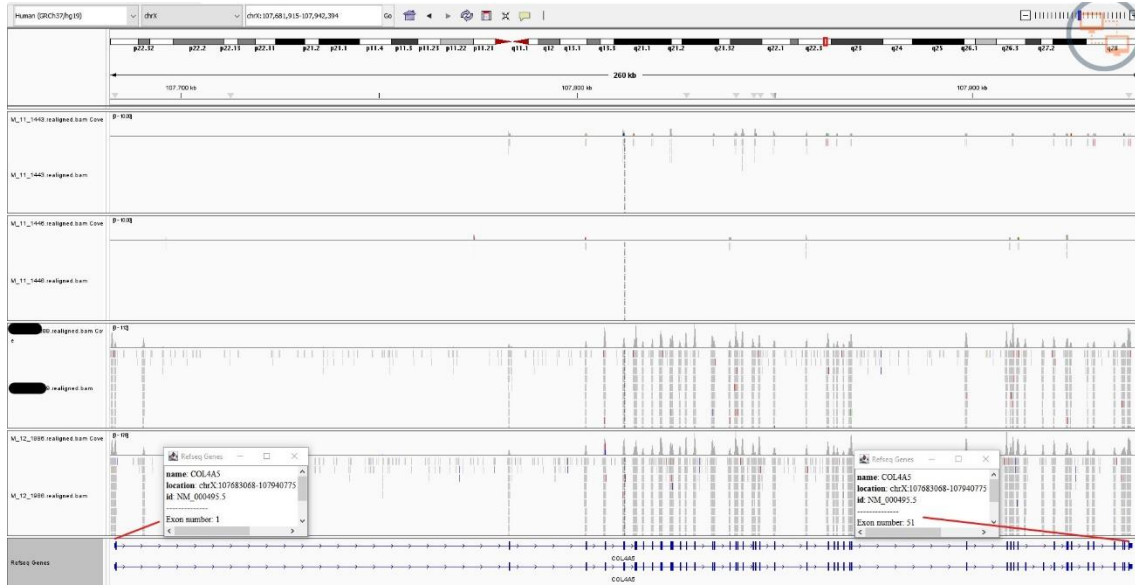 Human (GRCh37/hg19) chrX chrX:107,681,915-107,942,394 Go
p22.32 p22.2 p22.13 p22.11 p21.2 p21.1 p11.4 p11.3 p11.23 p11.22 p11.21 q11.1 q12 q13.1 q13.3 q21.1 q21.2 q21.32 q22.1 q22.3 q23 q24 q25 q26.1 q26.3 q27.2 q28
260 kb
107,700 kb 107,800 kb 107,900 kb
M_11_1443.realigned.bam Cove
M_11_1443.realigned.bam
M_11_1446.realigned.bam Cove
M_11_1446.realigned.bam
.realigned.bam Co
e
9.realigned.bam
M_12_1996.realigned.bam Cove
M_12_1996.realigned.bam
Refseq Genes
name: COL4A5
location: chrX:107683068-107940775
id: NM_000495.5
---------------
Exon number: 1
Refseq Genes
name: COL4A5
location: chrX:107683068-107940775
id: NM_000495.5
---------------
Exon number: 51
Refseq Genes
COL4A5
COL4A5